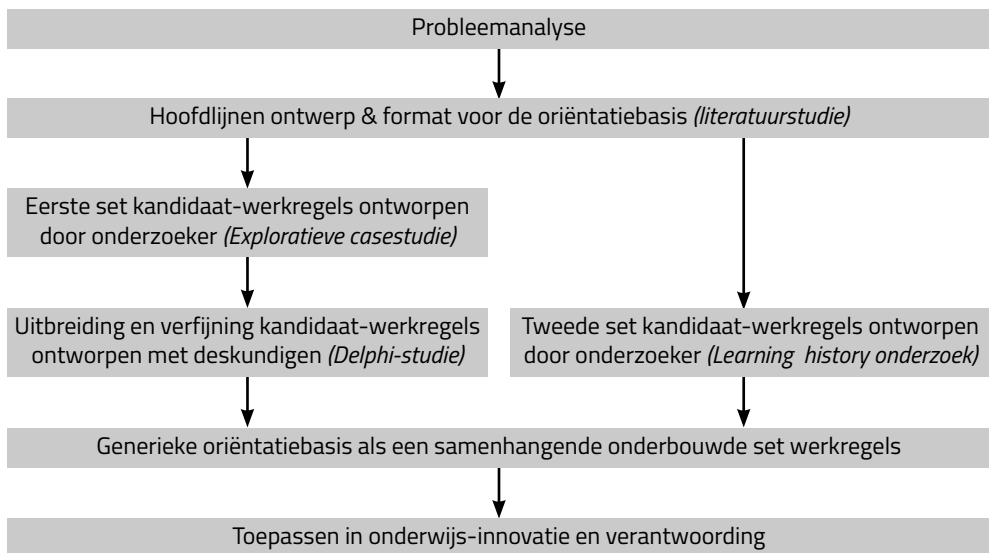 Probleemanalyse
Hoofdlijnen ontwerp & format voor de oriëntatiebasis (literatuurstudie)
Eerste set kandidaat-werkregels ontworpen
door onderzoeker (Exploratieve casestudie)
Uitbreiding en verfijning kandidaat-werkregels
ontworpen met deskundigen (Delphi-studie)
Tweede set kandidaat-werkregels ontworpen
door onderzoeker (Learning history onderzoek)
Generieke oriëntatiebasis als een samenhangende onderbouwde set werkregels
Toepassen in onderwijs-innovatie en verantwoording